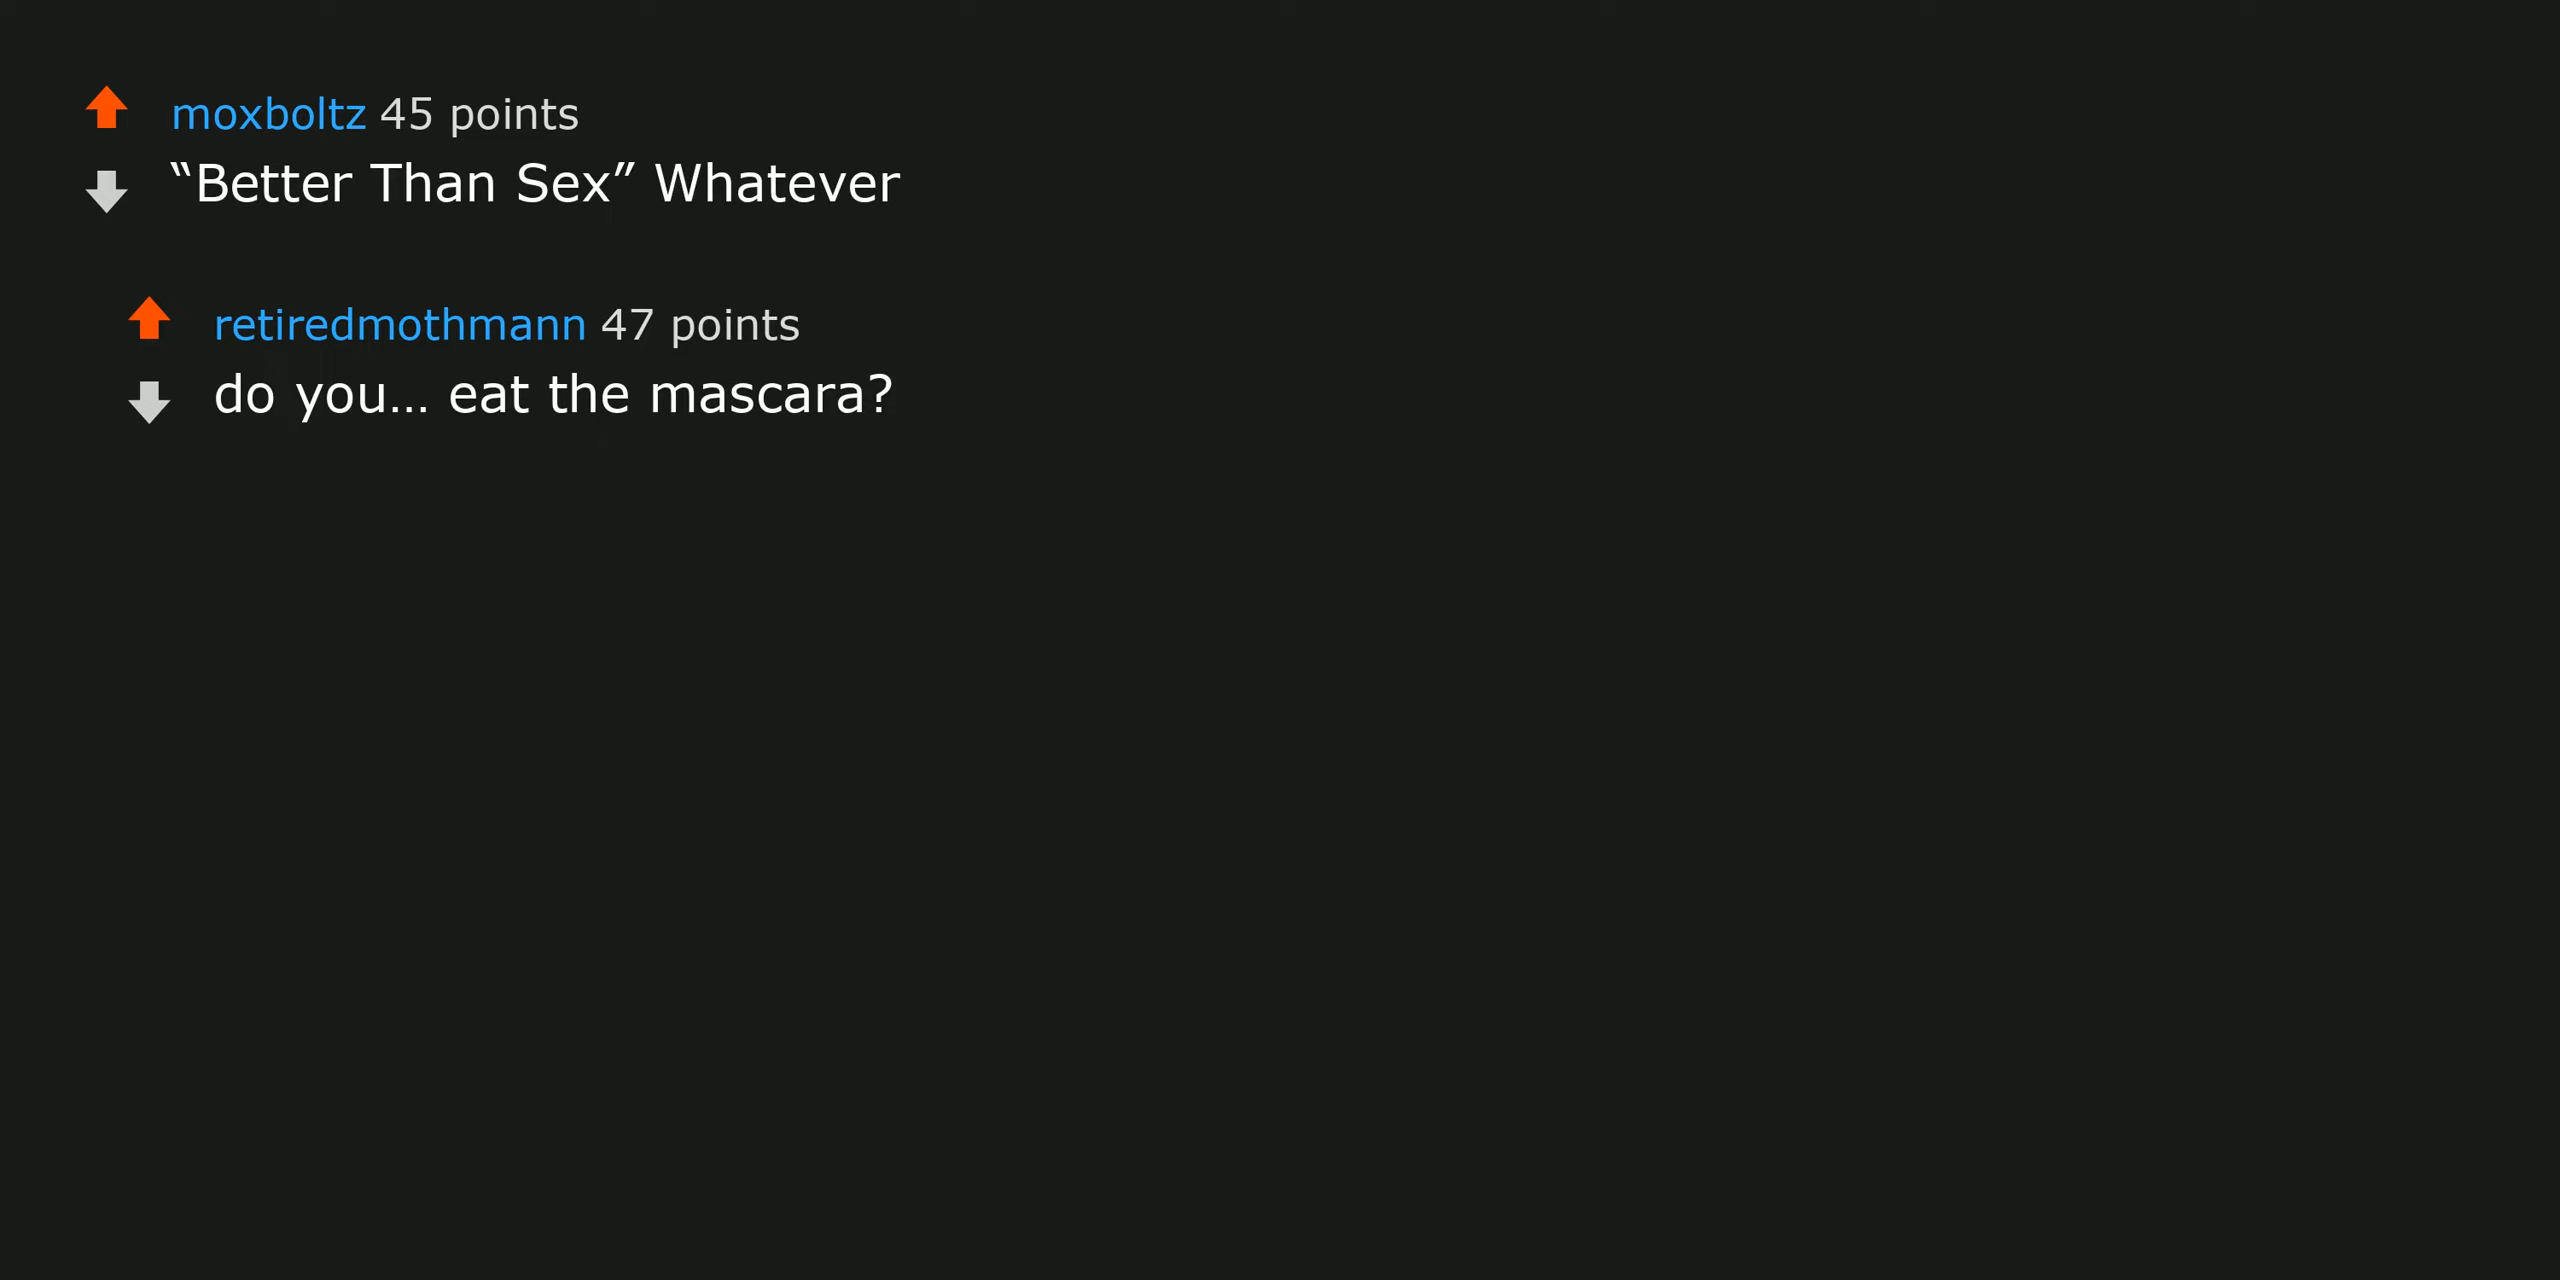 moxboltz 45 points
“Better Than Sex” Whatever
retiredmothmann 47 points
do you… eat the mascara?